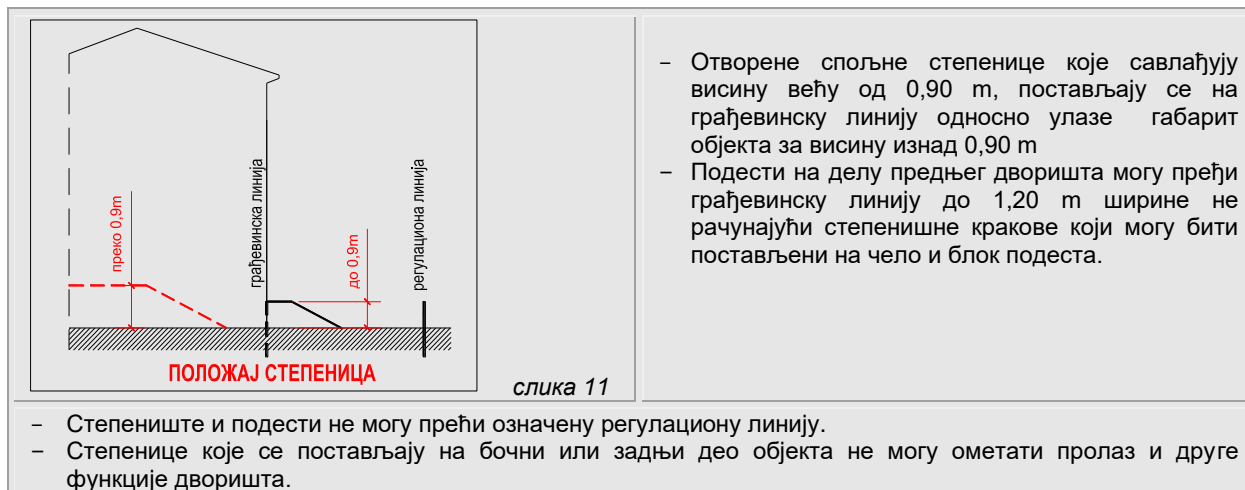 преко 0,9m
грађевинска линија
до 0,9m
регулациона линија
ПОЛОЖАЈ СТЕПЕНИЦА
слика 11
– Отворене спољне степенице које савлађују
висину већу од 0,90 m, постављају се на
грађевинску линију односно улазе габарит
објекта за висину изнад 0,90 m
– Подести на делу предњег дворишта могу пређи
грађевинску линију до 1,20 m ширине не
рачунајући степенишне кракове који могу бити
постављени на чело и блок подеста.
– Степениште и подести не могу прећи означену регулациону линију.
– Степенице које се постављају на бочни или задњи део објекта не могу ометати пролаз и друге
функције дворишта.